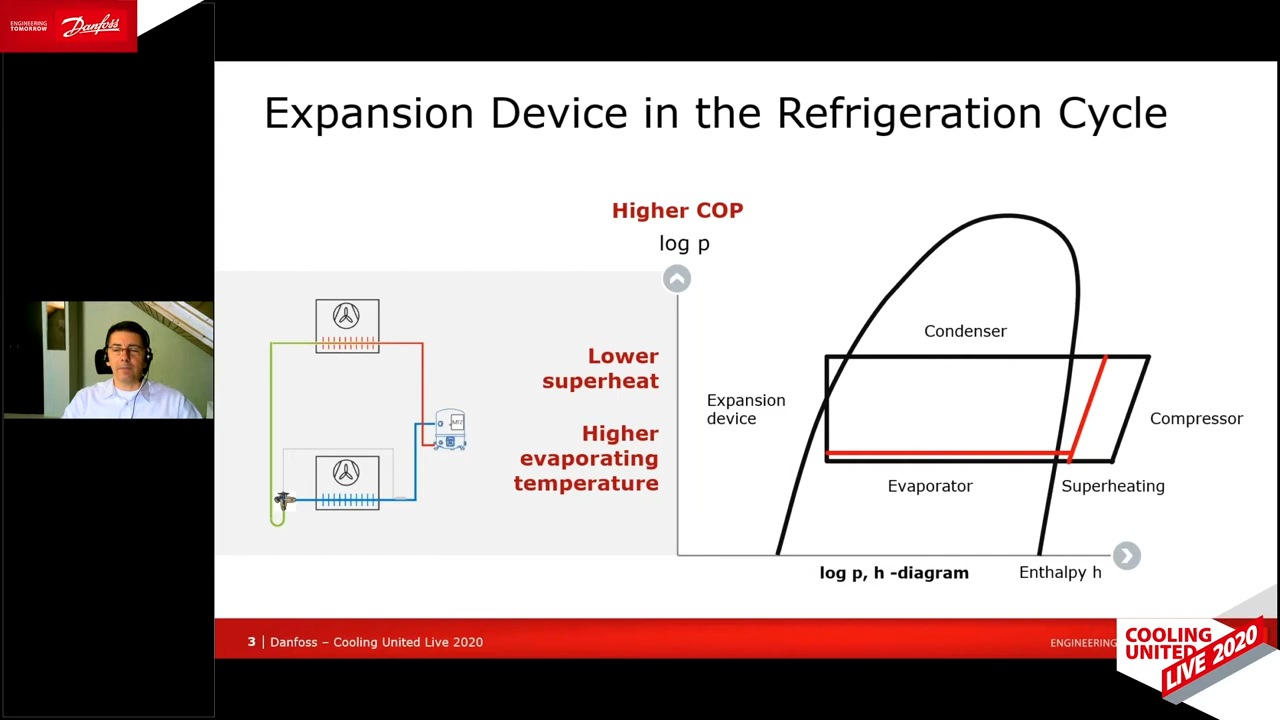 ENGINEERING
TOMORROW
Danfoss
Expansion Device in the Refrigeration Cycle
Higher COP
log p
Lower
superheat
Higher
evaporating
temperature
Condenser
Expansion
device
Compressor
Evaporator
Superheating
log p, h -diagram
Enthalpy h
3
Danfoss – Cooling United Live 2020
ENGINEERING
COOLING
UNITED
LIVE 2020